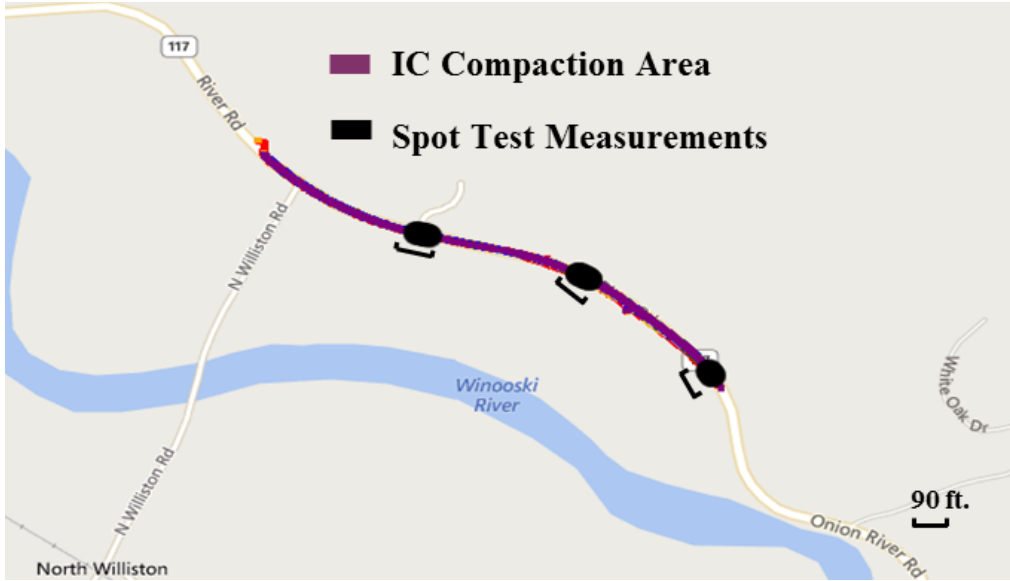 117
River Rd
IC Compaction Area
Spot Test Measurements
N Williston Rd
Winooski
River
White Oak Dr
N Williston Rd
90 ft.
Onion River Rd
North Williston